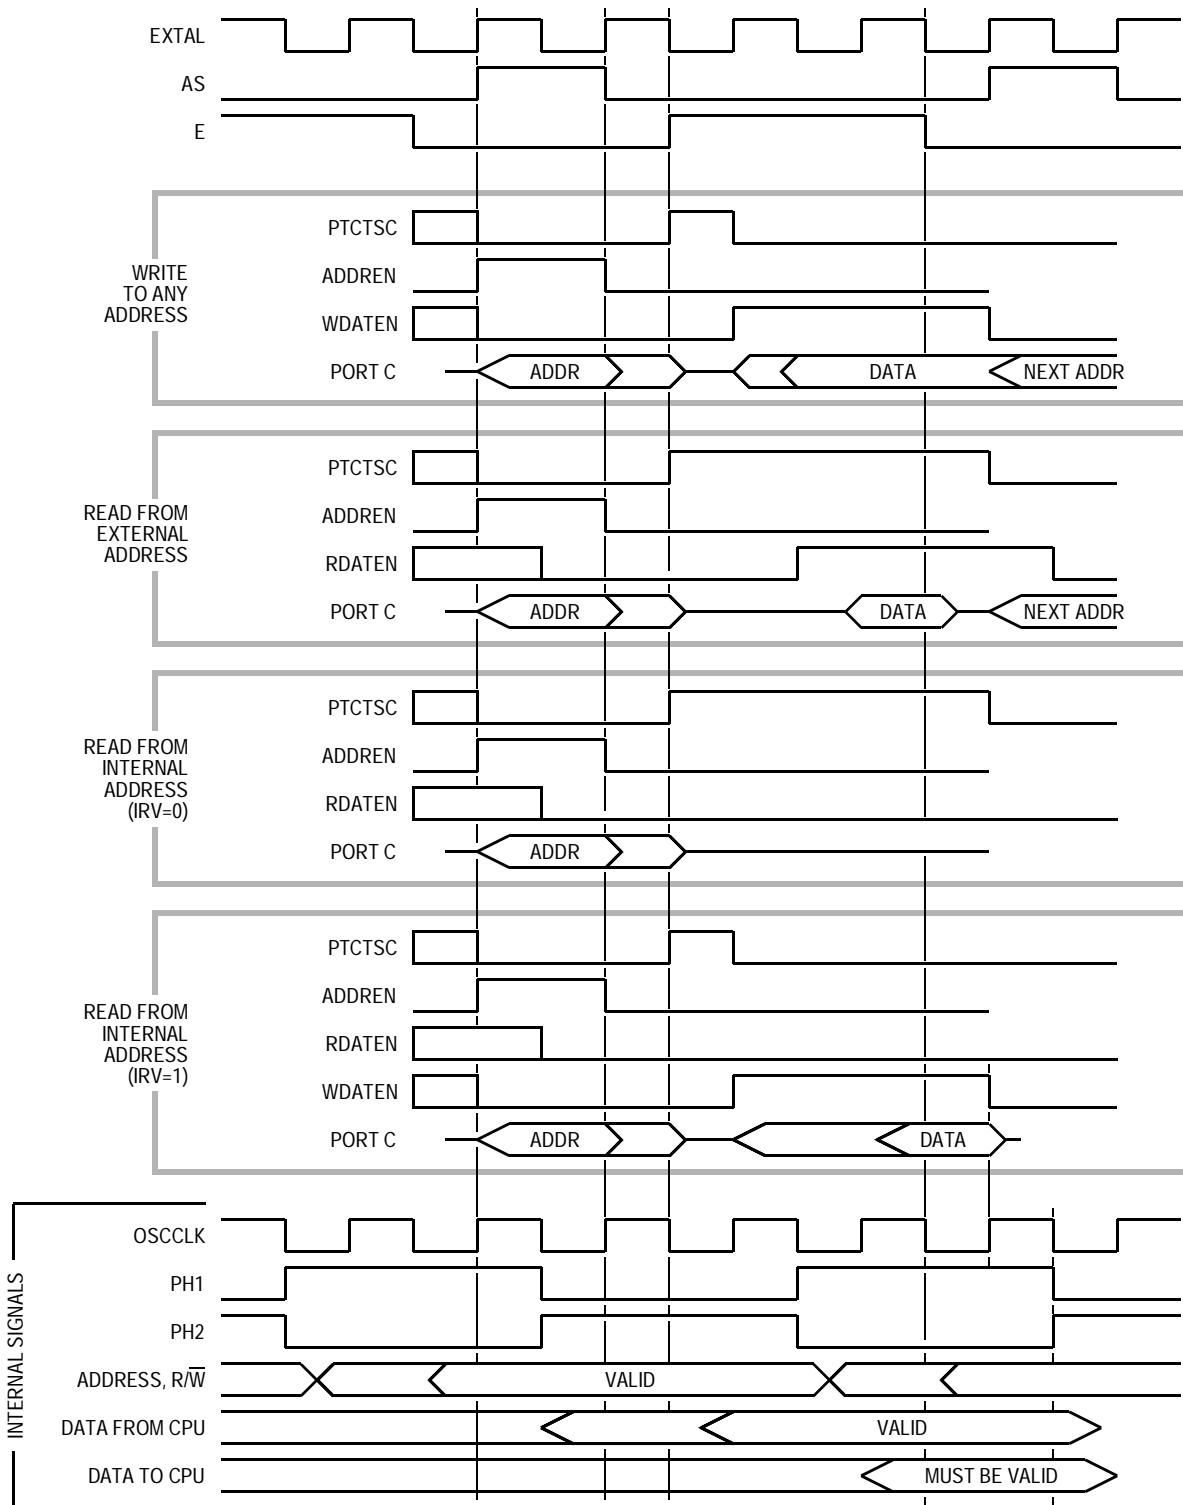 EXTAL
AS
E
WRITE
TO ANY
ADDRESS
PTCTSC
ADDREN
WDATEN
PORT C
ADDR
DATA
NEXT ADDR
READ FROM
EXTERNAL
ADDRESS
PTCTSC
ADDREN
RDATEN
PORT C
ADDR
DATA
NEXT ADDR
READ FROM
INTERNAL
ADDRESS
(IRV=0)
PTCTSC
ADDREN
RDATEN
PORT C
ADDR
READ FROM
INTERNAL
ADDRESS
(IRV=1)
PTCTSC
ADDREN
RDATEN
WDATEN
PORT C
ADDR
DATA
INTERNAL SIGNALS
OSCCLK
PH1
PH2
ADDRESS, R/W̅
VALID
DATA FROM CPU
VALID
DATA TO CPU
MUST BE VALID